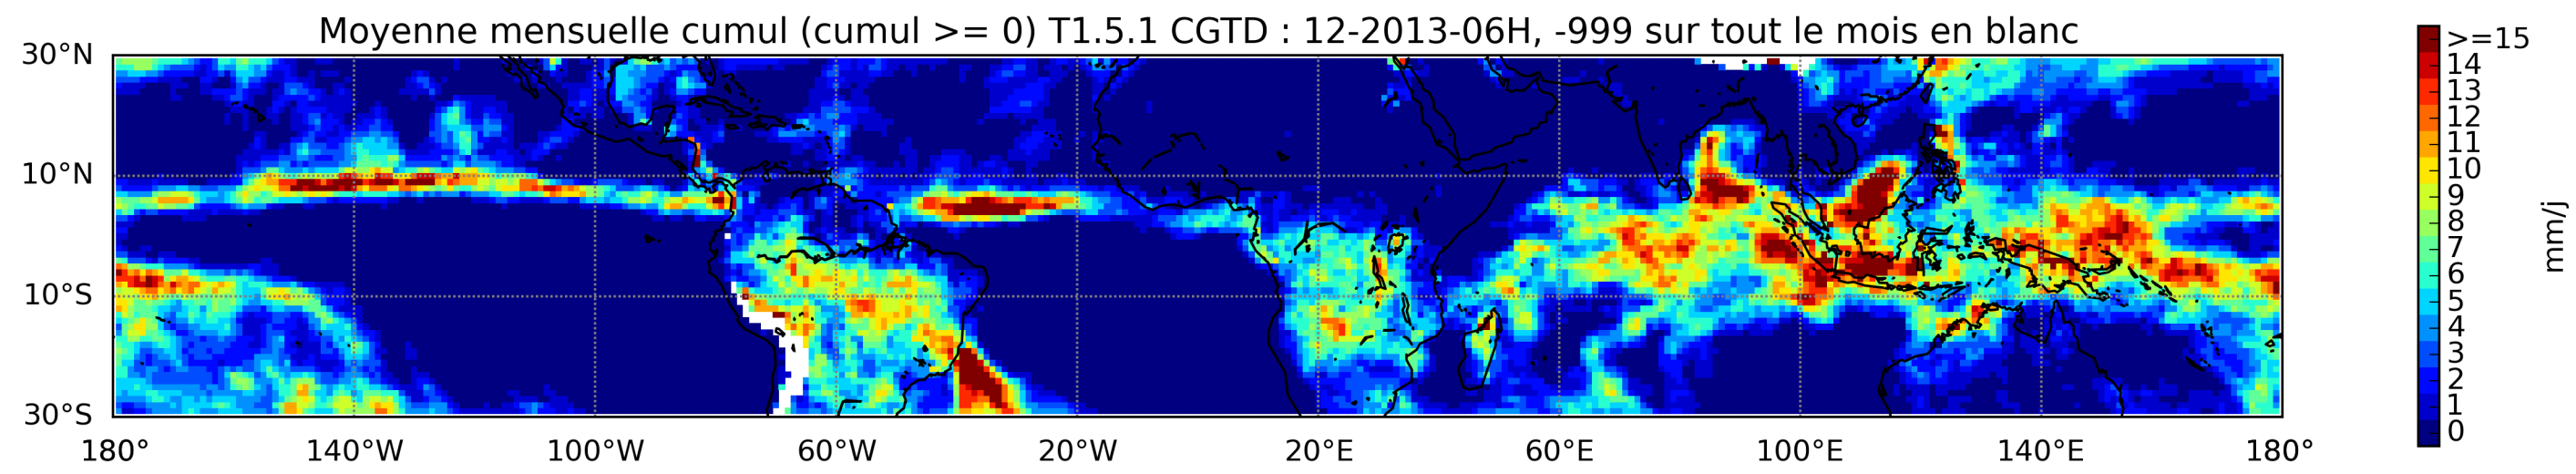 Moyenne mensuelle cumul (cumul >= 0) T1.5.1 CGTD : 12-2013-06H, -999 sur tout le mois en blanc
30°N
10°N
10°S
30°S
180° 140°W 100°W 60°W 20°W 20°E 60°E 100°E 140°E 180°
>=15
14
13
12
11
10
9
8
7
6
5
4
3
2
1
0
mm/j